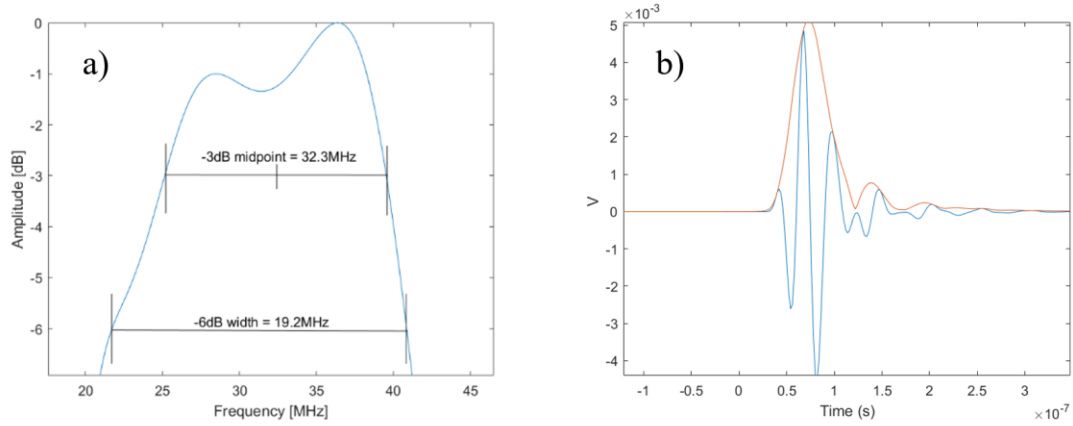 a)
0
-1
-2
-3
-4
-5
-6
Amplitude [dB]
-3dB midpoint = 32.3MHz
-6dB width = 19.2MHz
20 25 30 35 40 45
Frequency [MHz]
×10⁻³
b)
5
4
3
2
1
0
-1
-2
-3
-4
V
-1 -0.5 0 0.5 1 1.5 2 2.5 3
Time (s)
×10⁻⁷